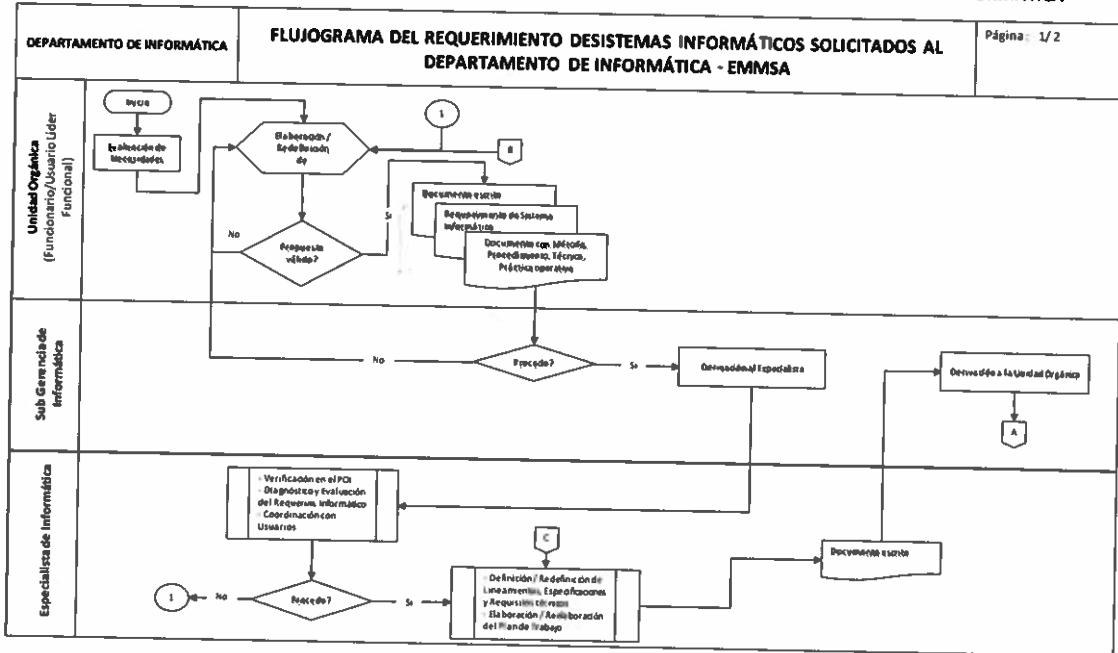 DEPARTAMENTO DE INFORMÁTICA
FLUJOGRAMA DEL REQUERIMIENTO DESISTEMAS INFORMÁTICOS SOLICITADOS AL
DEPARTAMENTO DE INFORMÁTICA - EMMSA
Página: 1/ 2
Unidad Orgánica
(Funcionario/Usuario Líder
Funcional)
Inicio
Evaluación de
Necesidades
Elaboración /
Redefinición
de
1
B
No
Propuesta
válida?
Si
Documento escrito
Requerimiento de Sistema
Informático
Documento con Método,
Procedimiento, Técnica,
Práctica operativa
Sub Gerencia de
Informática
No
Procede?
Si
Derivación al Especialista
Derivación a la Unidad Orgánica
A
Especialista de Informática
- Verificación en el POI
- Diagnóstico y Evaluación
del Requerim. Informático
- Coordinación con
Usuarios
C
1
No
Procede?
Si
- Definición / Redefinición de
Lineamientos, Especificaciones
y Requisitos técnicos
- Elaboración / Reelaboración
del Plan de Trabajo
Documento escrito